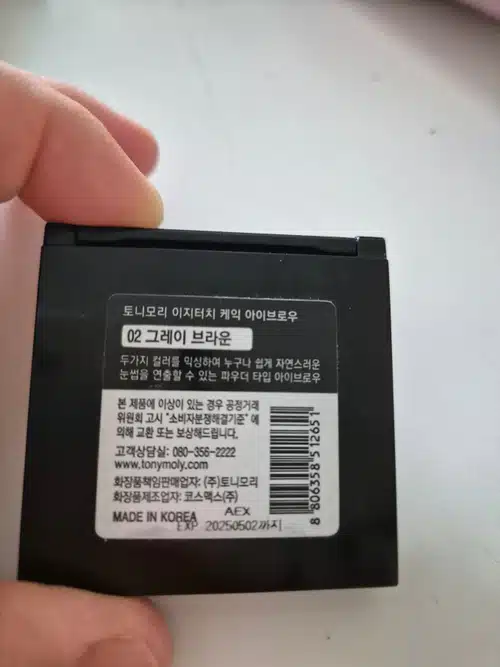 토니모리 이지터치 케익 아이브로우
02 그레이 브라운
두가지 컬러를 믹싱하여 누구나 쉽게 자연스러운
눈썹을 연출할 수 있는 파우더 타입 아이브로우
본 제품에 이상이 있는 경우 공정거래
위원회 고시 "소비자분쟁해결기준" 에
의해 교환 또는 보상해드립니다.
고객상담실: 080-356-2222
www.tonymoly.com
화장품책임판매업자: (주)토니모리
화장품제조업자: 코스맥스(주)
MADE IN KOREA
AEX
EXP 20250502까지
8 806358 512651